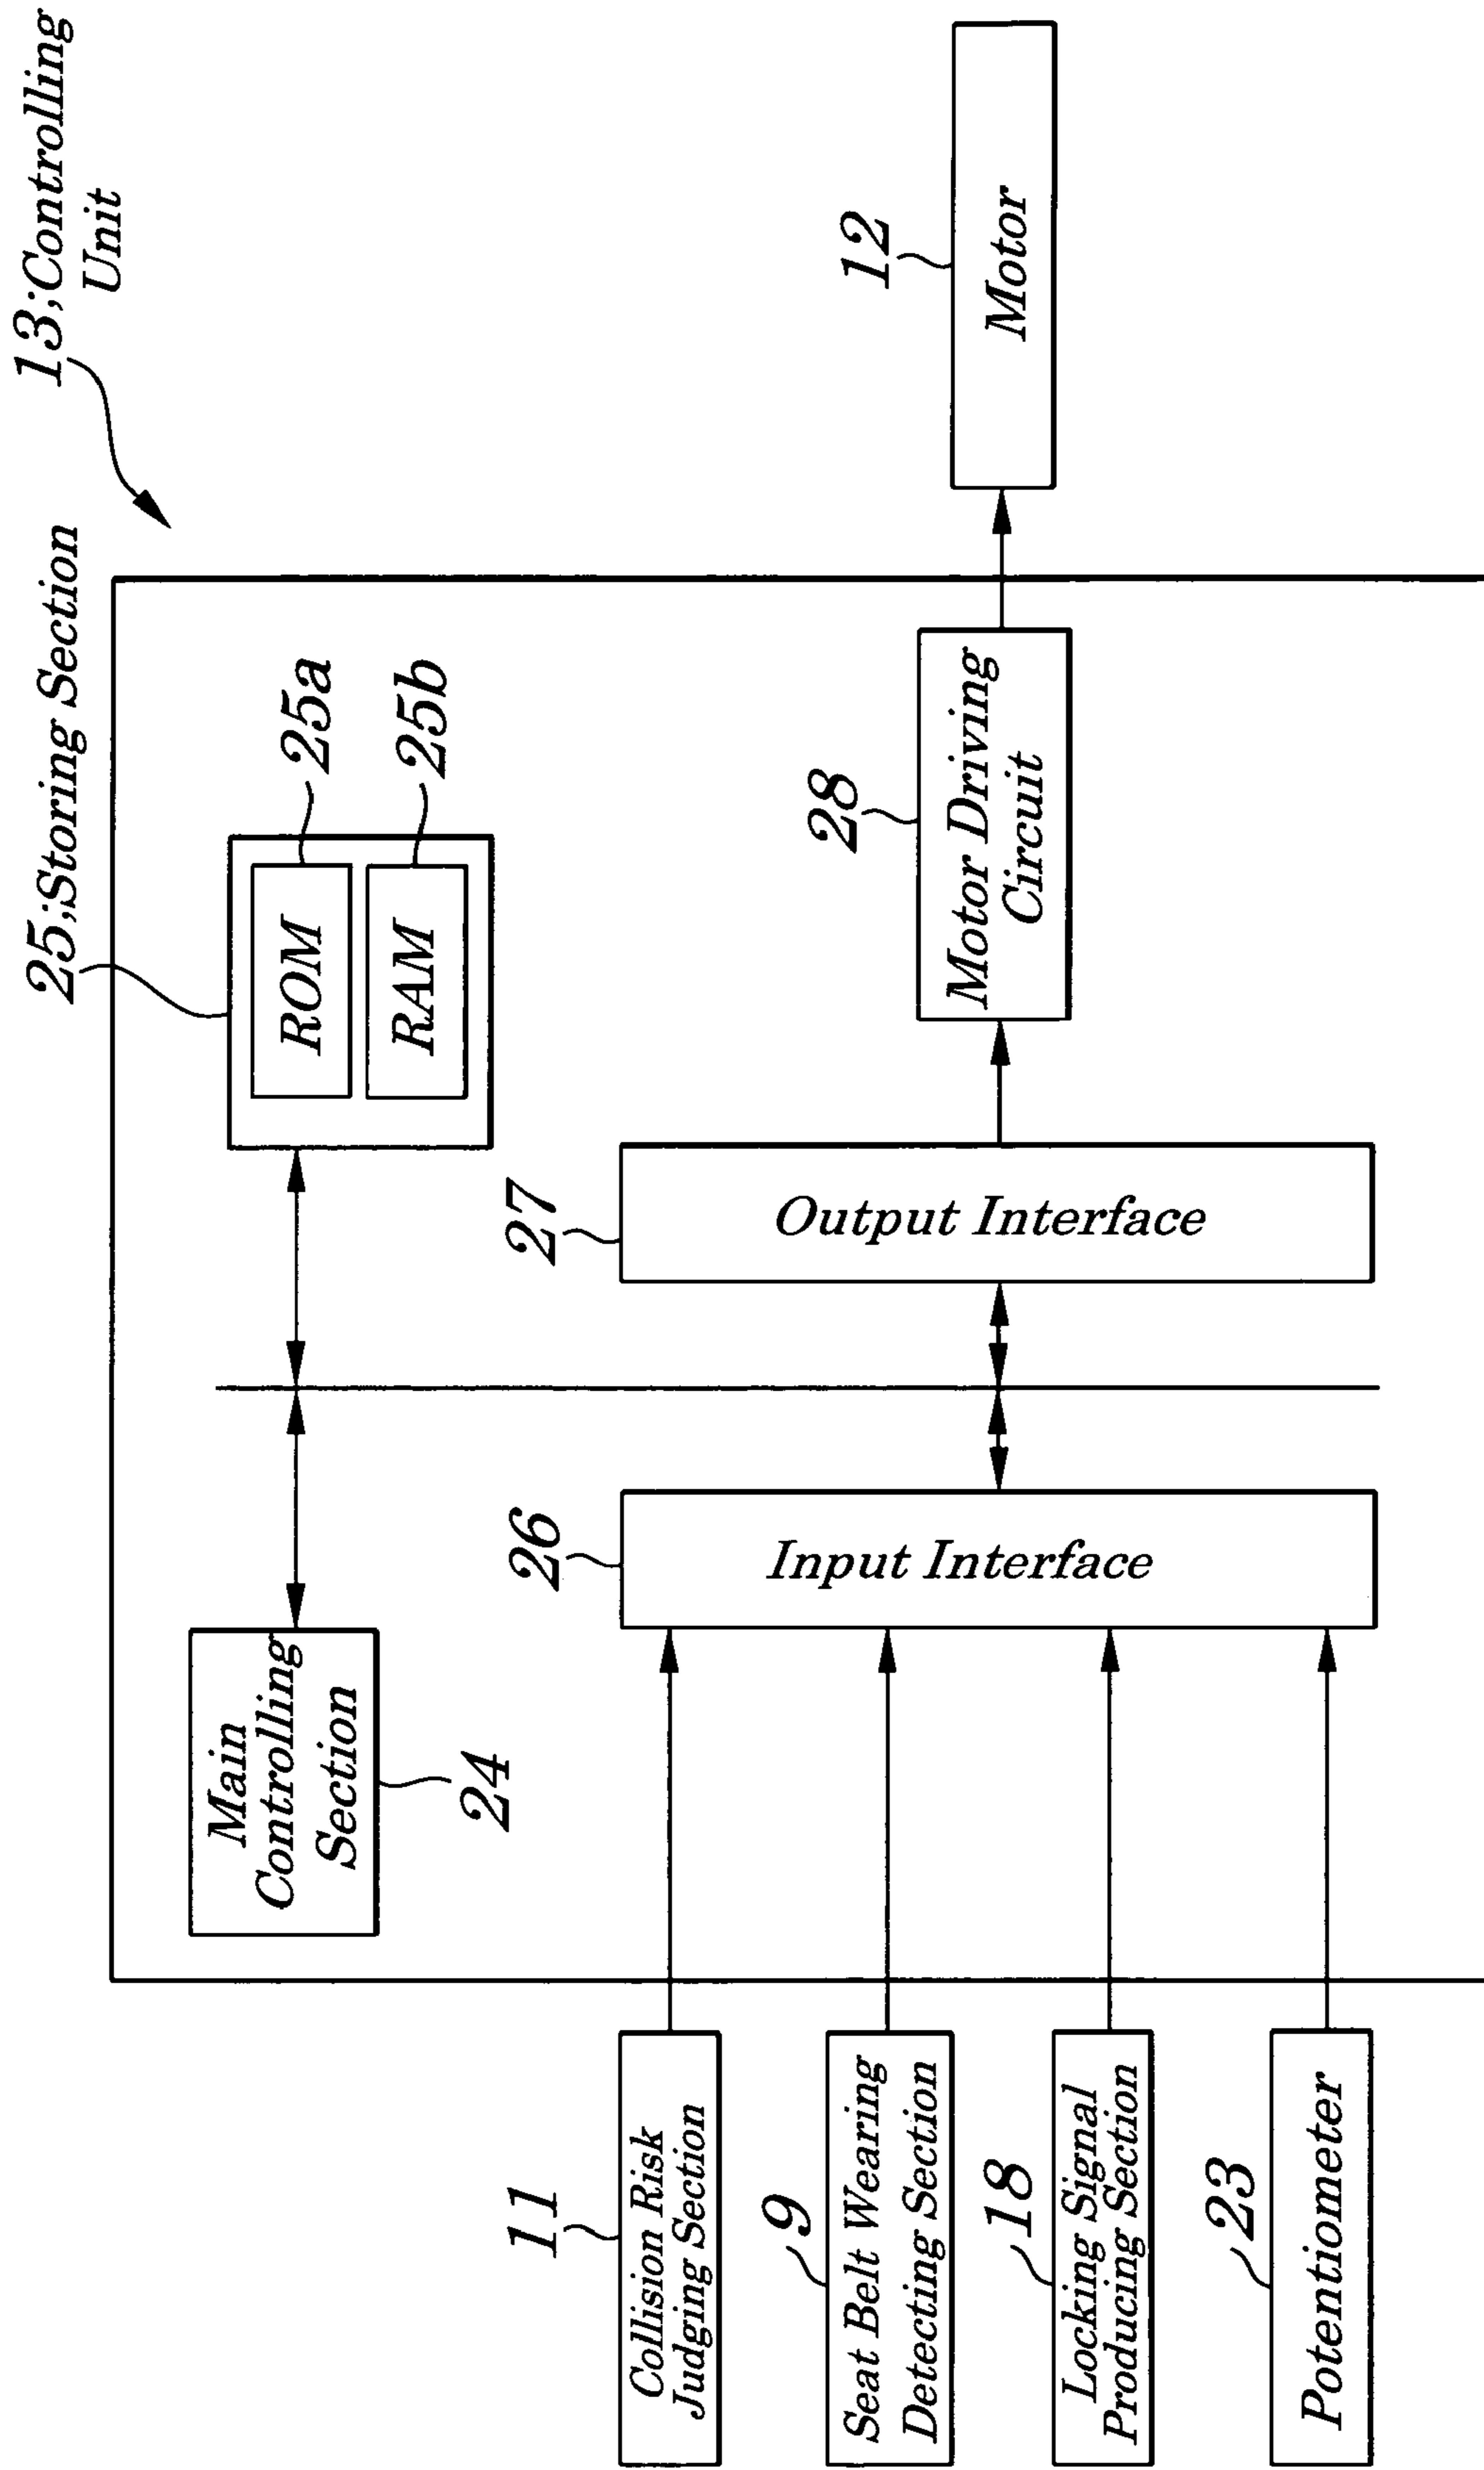 13;Controlling
Unit
25;Storing Section
25a
25b
ROM
RAM
Main
Controlling
Section
24
11
Collision Risk
Judging Section
9
Seat Belt Wearing
Detecting Section
18
Locking Signal
Producing Section
23
Potentiometer
26
Input Interface
27
Output Interface
28
Motor Driving
Circuit
12
Motor